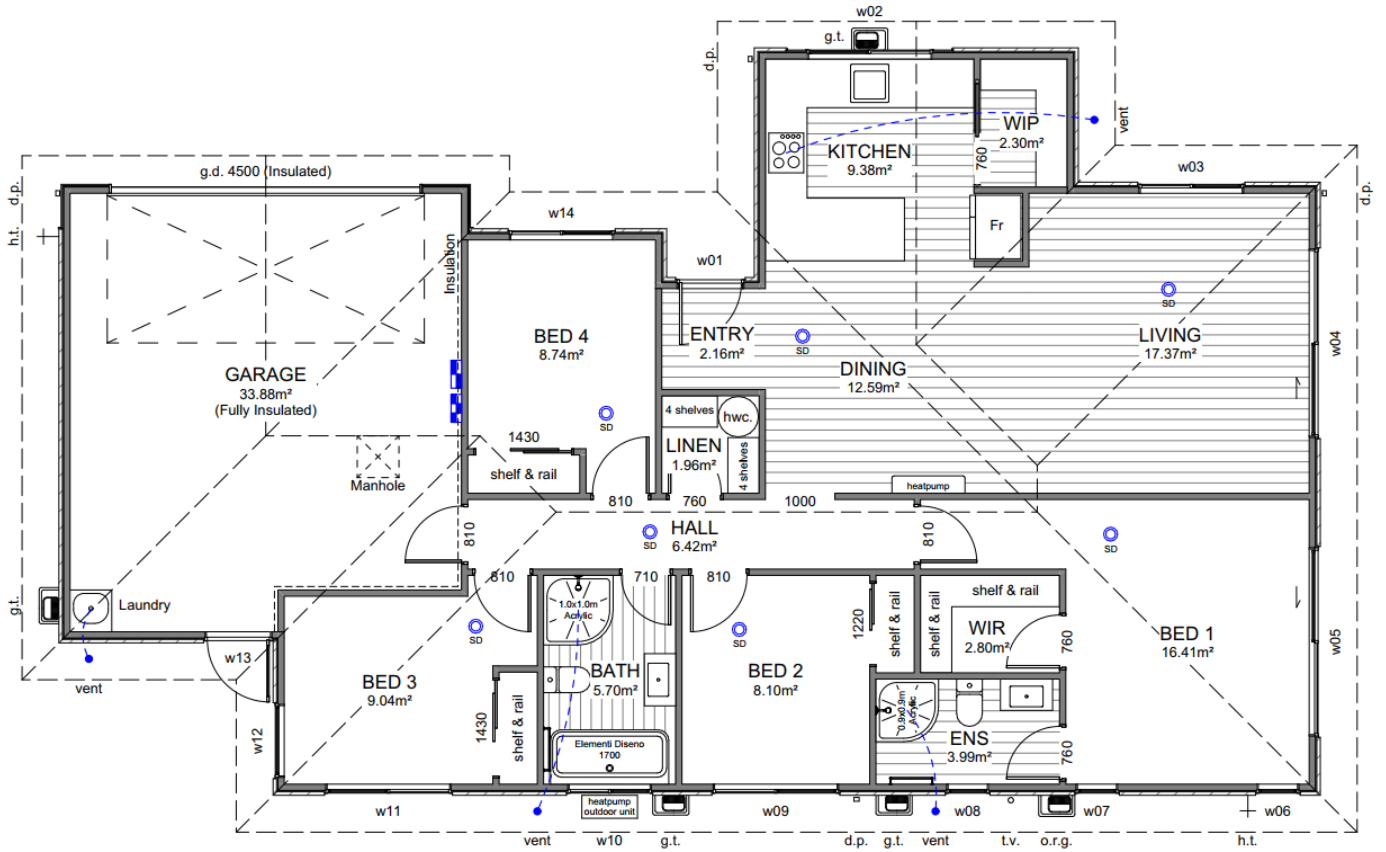 w02
g.t.
d.p.
vent
WIP
2.30m²
760
KITCHEN
9.38m²
g.d. 4500 (Insulated)
d.p.
h.t.
w03
d.p.
w14
Fr
Insulation
w01
SD
ENTRY
2.16m²
SD
BED 4
8.74m²
LIVING
17.37m²
w04
DINING
12.59m²
GARAGE
33.88m²
(Fully Insulated)
SD
4 shelves
hwc.
1430
LINEN
1.96m²
4 shelves
shelf & rail
Manhole
heatpump
810
760
1000
HALL
6.42m²
SD
810
810
SD
810
710
810
g.t.
Laundry
1.0x1.0m
Acrylic
SD
SD
1220
shelf & rail
shelf & rail
shelf & rail
WIR
2.80m²
760
BED 1
16.41m²
w05
w13
vent
BED 3
9.04m²
BATH
5.70m²
BED 2
8.10m²
w12
1430
shelf & rail
0.9x0.9m
Acrylic
ENS
3.99m²
760
Elementi Diseno
1700
w11
vent
heatpump
outdoor unit
w10
g.t.
w09
d.p.
g.t.
vent
w08
t.v.
o.r.g.
w07
h.t.
w06